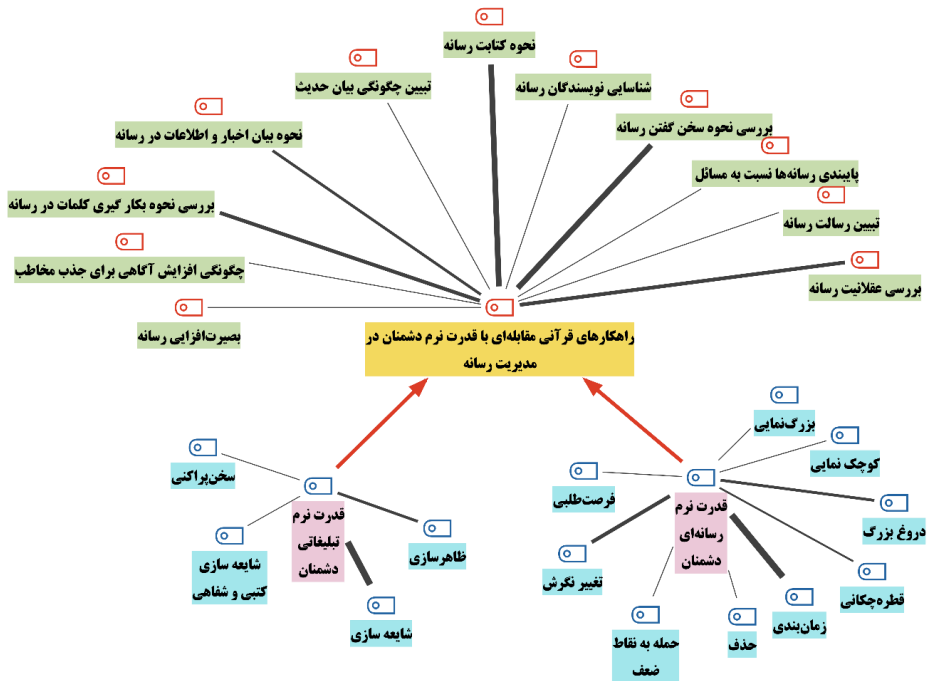 نحوه کتابت رسانه
شناسایی نویسندگان رسانه
تبیین چگونگی بیان حدیث
بررسی نحوه سخن گفتن رسانه
نحوه بیان اخبار و اطلاعات در رسانه
پایبندی رسانه‌ها نسبت به مسائل
بررسی نحوه بکار گیری کلمات در رسانه
تبیین رسالت رسانه
چگونگی افزایش آگاهی برای جذب مخاطب
بررسی عقلانیت رسانه
بصیرت‌افزایی رسانه
راهکارهای قرآنی مقابله‌ای با قدرت نرم دشمنان در
مدیریت رسانه
بزرگ‌نمایی
کوچک نمایی
دروغ بزرگ
قطره‌چکانی
زمان‌بندی
حذف
حمله به نقاط
ضعف
تغییر نگرش
فرصت‌طلبی
قدرت نرم
رسانه‌ای
دشمنان
سخن‌پراکنی
قدرت نرم
تبلیغاتی
دشمنان
ظاهرسازی
شایعه سازی
کتبی و شفاهی
شایعه سازی